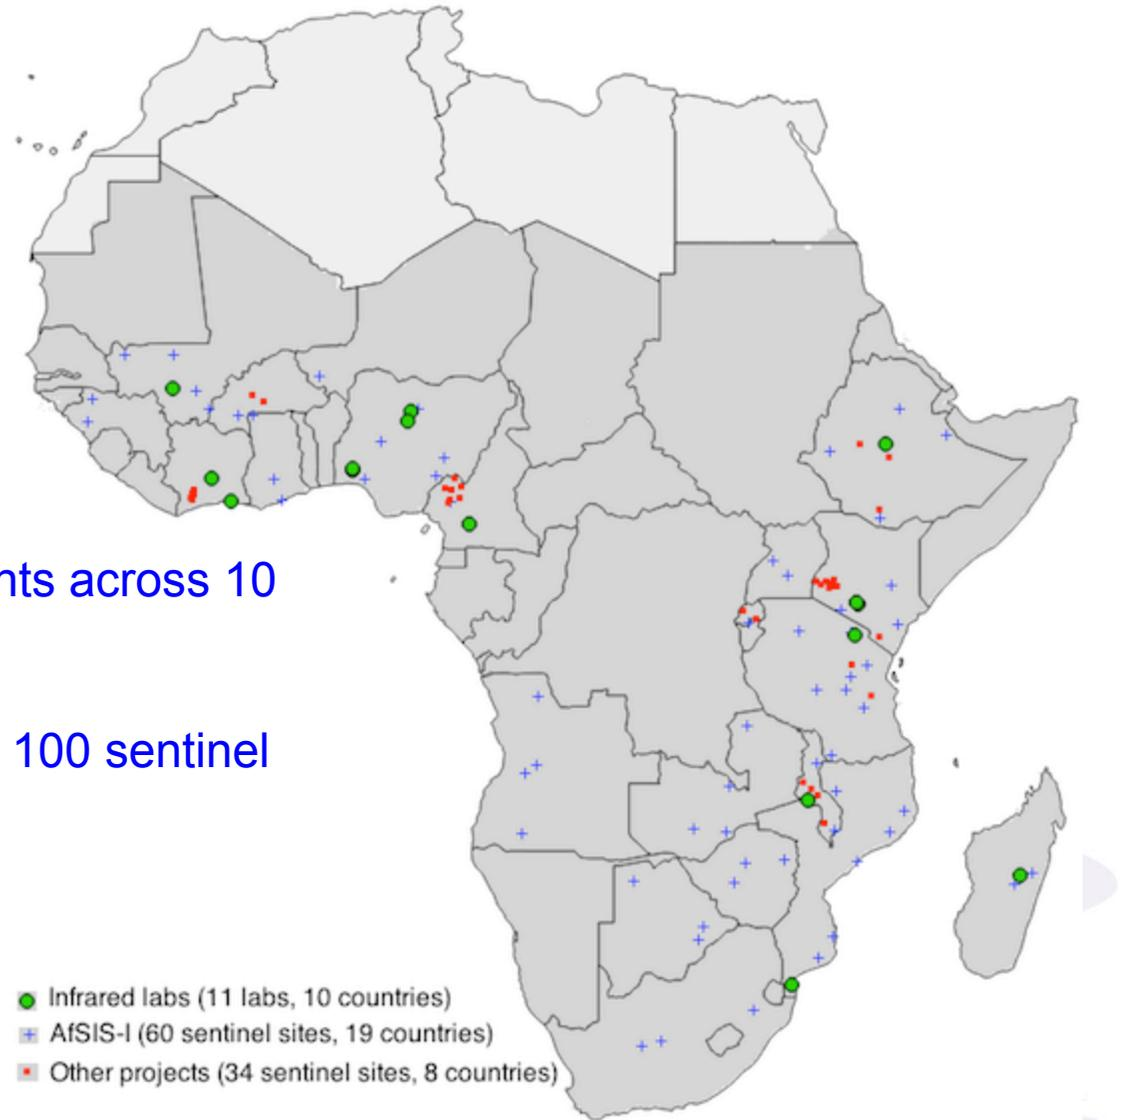 nts across 10
100 sentinel
Infrared labs (11 labs, 10 countries)
AfSIS-I (60 sentinel sites, 19 countries)
Other projects (34 sentinel sites, 8 countries)